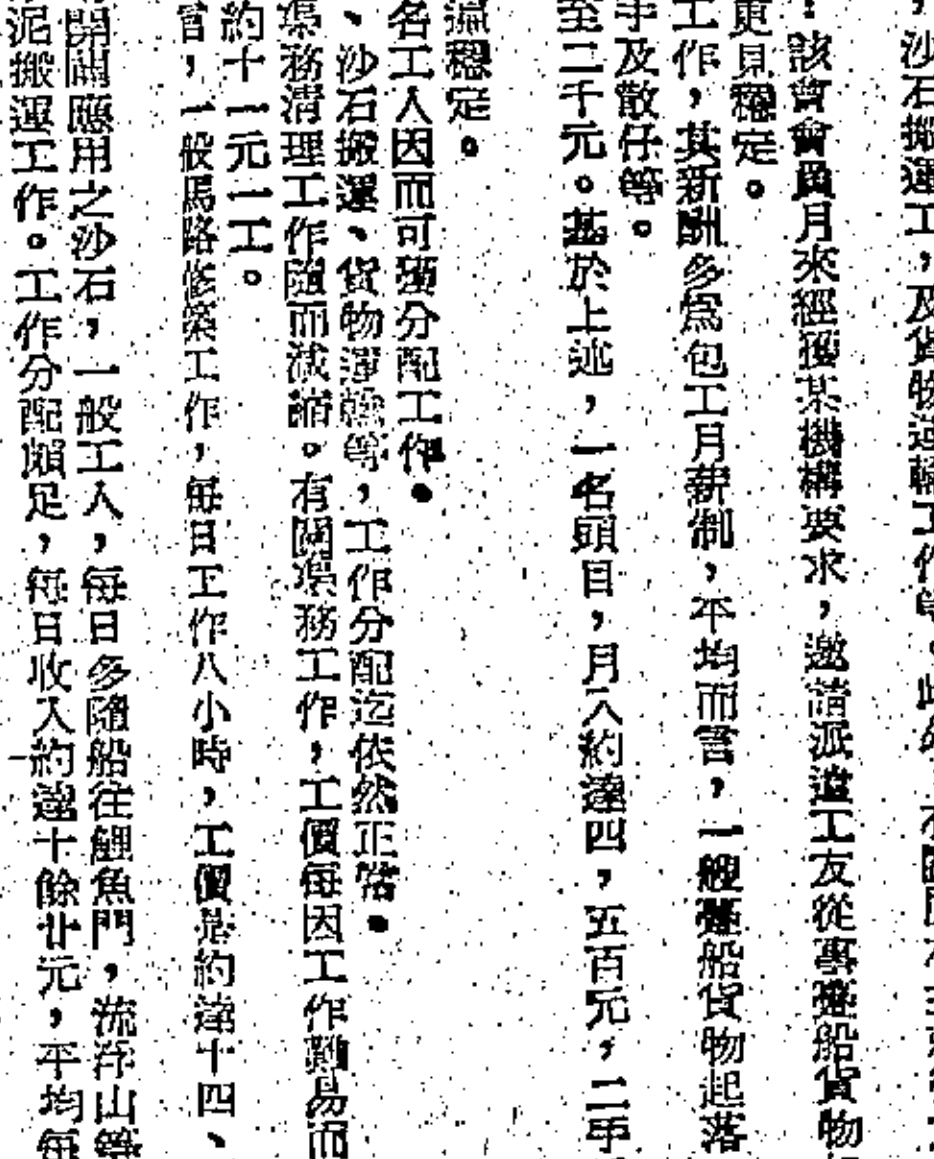 ，沙石搬運工，及貨物運輸工作等。此外
！該會會員月來經獲某機構要求，邀請派遣工友從事躉船貨物
更見穩定。
工作，其新酬多爲包工月薪制，不均而言，一艘躉船貨物起落
手及散仔等。
至二千元。基於上述，一名頭目，月入約達四，五百元，二手
穩定。
名工人因而可獲分配工作。
、沙石搬運、貨物運輸等，工作分配迄依然正常。
渠務清理工作隨而減縮。有關渠務工作，工價每因工作難易而
約十一元一工。
言，一般馬路修築工作，每日工作八小時，工價是約達十四、
開闢應用之沙石，一般工人，每日多隨船往鯉魚門，流浮山等
泥搬運工作。工作分配頗足，每日收入約達十餘廿元，平均每